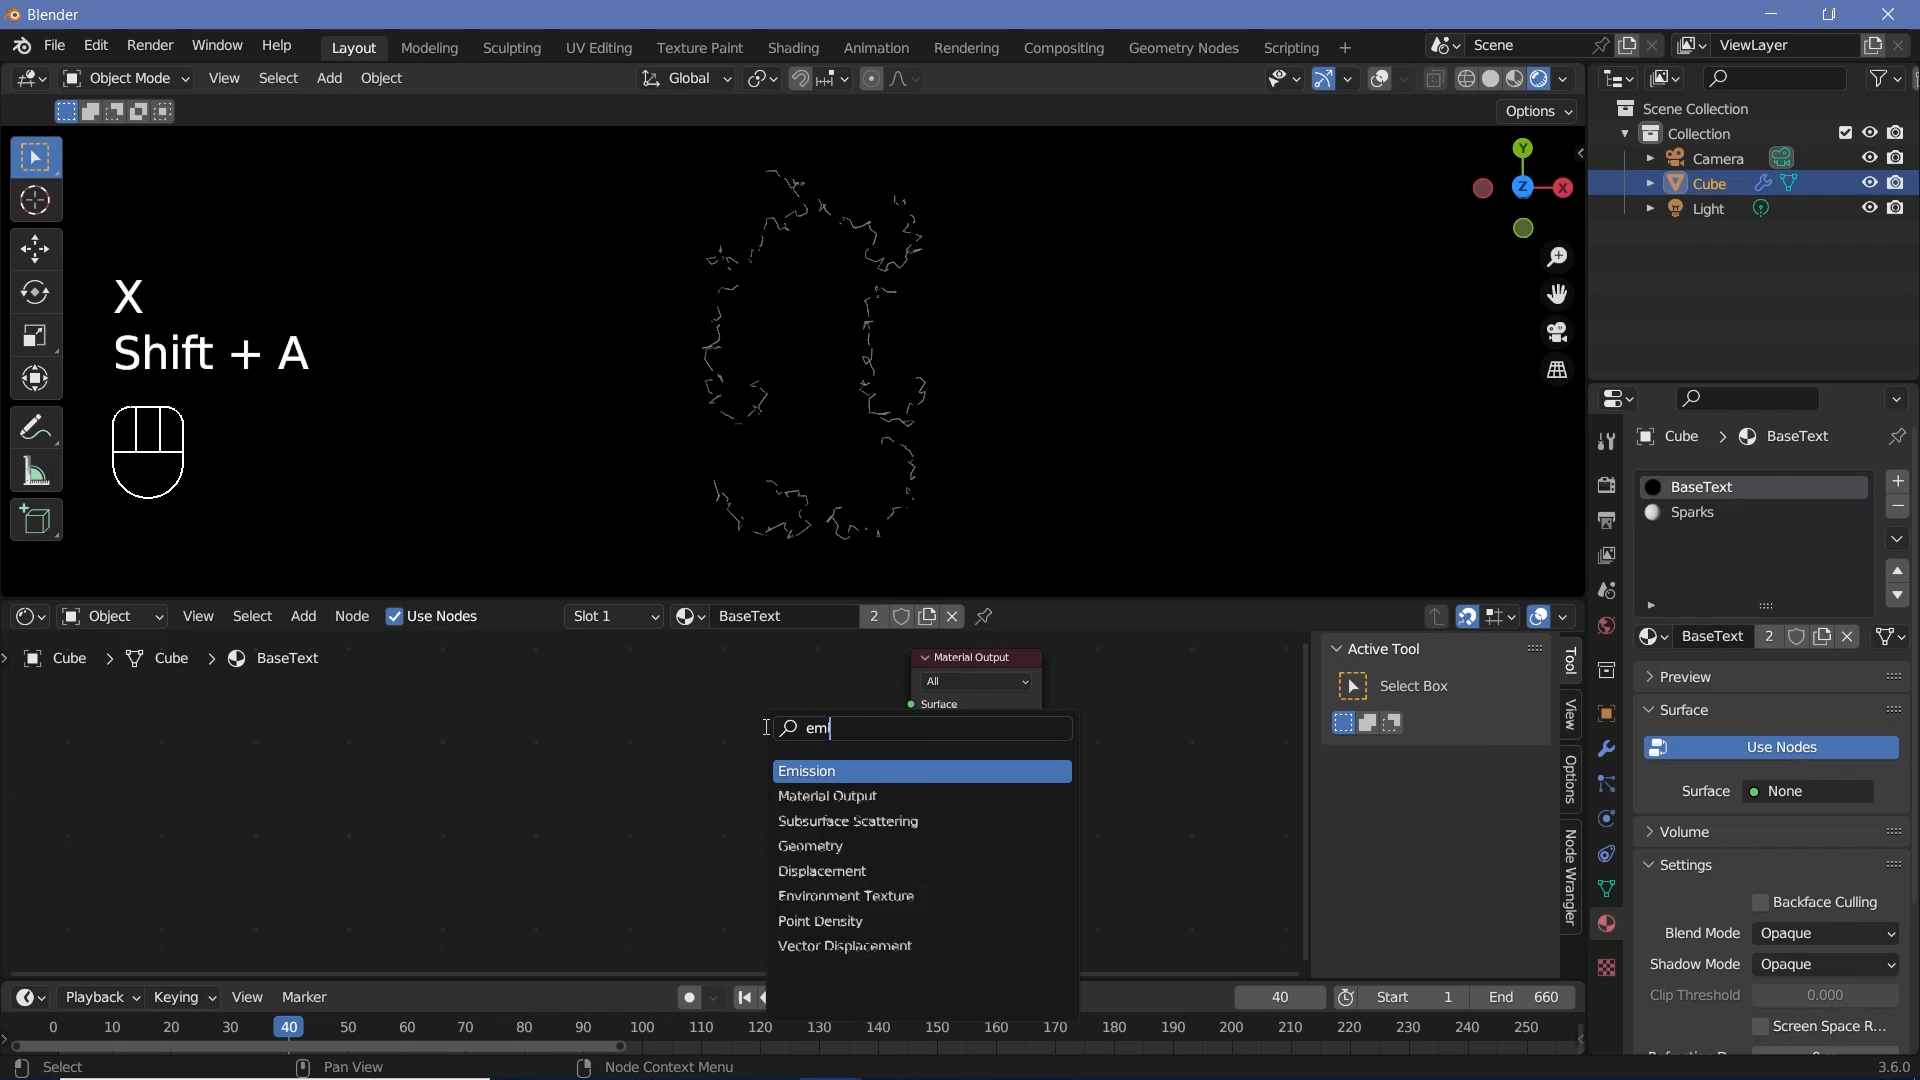 Blender
File Edit Render Window Help Layout Modeling Sculpting UV Editing Texture Paint Shading Animation Rendering Compositing Geometry Nodes Scripting + Scene ViewLayer
Object Mode View Select Add Object Global
Options
Scene Collection
Collection
Camera
Cube
Light
Y
Z X
X
Shift + A
Cube > BaseText
BaseText
Sparks
Object View Select Add Node Use Nodes Slot 1 BaseText 2
BaseText 2
Cube > Cube > BaseText
Material Output
All
Surface
emi
Emission
Material Output
Subsurface Scattering
Geometry
Displacement
Environment Texture
Point Density
Vector Displacement
Active Tool
Select Box
Tool
View
Options
Node Wrangler
Preview
Surface
Use Nodes
Surface None
Volume
Settings
Backface Culling
Blend Mode Opaque
Shadow Mode Opaque
Clip Threshold 0.000
Screen Space R...
Playback Keying View Marker 40 Start 1 End 660
0 10 20 30 40 50 60 70 80 90 100 110 120 130 140 150 160 170 180 190 200 210 220 230 240 250
Select Pan View Node Context Menu 3.6.0